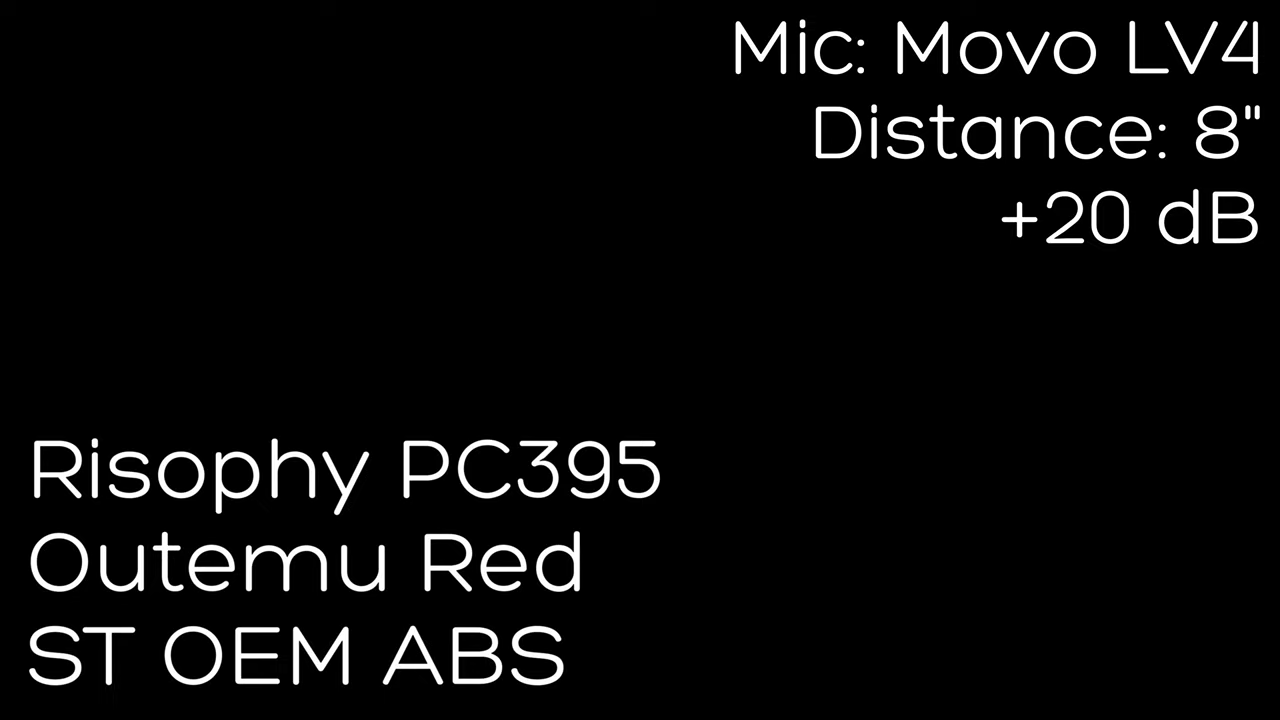 Mic: Movo LV4
Distance: 8"
+20 dB
Risophy PC395
Outemu Red
ST OEM ABS